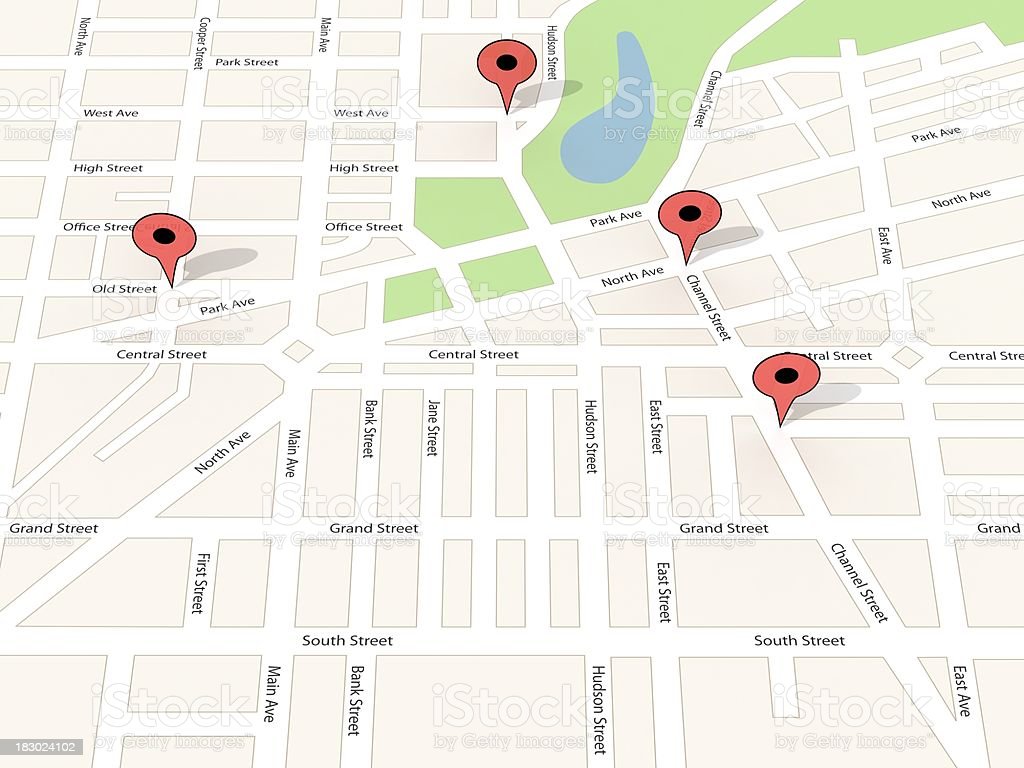 North Ave
Cooper Street
Main Ave
Hudson Street
Park Street
Channel Street
West Ave
West Ave
Park Ave
High Street
High Street
North Ave
Office Street
Office Street
Park Ave
East Ave
Old Street
Park Ave
North Ave
Channel Street
Central Street
Central Street
Central Stre
Bank Street
Jane Street
Hudson Street
East Street
Main Ave
North Ave
Grand Street
Grand Street
Grand Street
Grand
First Street
East Street
Channel Street
South Street
South Street
Main Ave
Bank Street
Hudson Street
East Ave
iStock
by Getty Images™
183024102